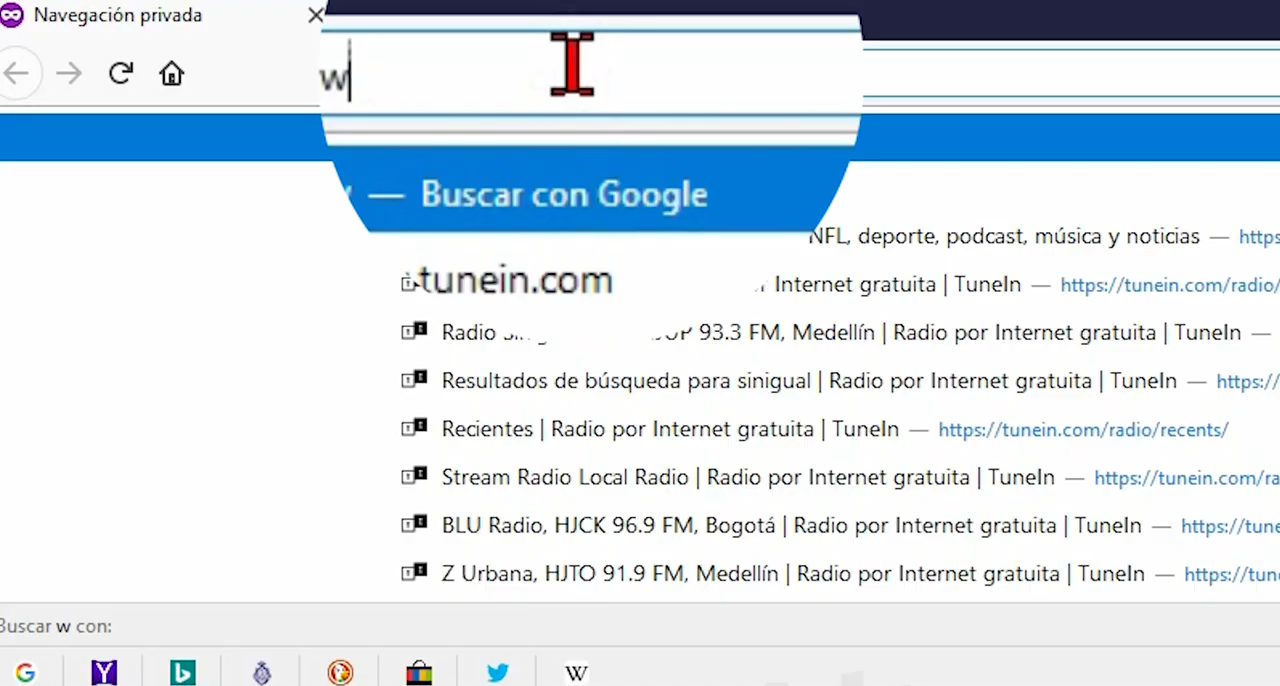 Navegación privada
w
— Buscar con Google
NFL, deporte, podcast, música y noticias — https
tunein.com
Internet gratuita | TuneIn — https://tunein.com/radio/
Radio 93.3 FM, Medellín | Radio por Internet gratuita | TuneIn —
Resultados de búsqueda para sinigual | Radio por Internet gratuita | TuneIn — https://
Recientes | Radio por Internet gratuita | TuneIn — https://tunein.com/radio/recents/
Stream Radio Local Radio | Radio por Internet gratuita | TuneIn — https://tunein.com/ra
BLU Radio, HJCK 96.9 FM, Bogotá | Radio por Internet gratuita | TuneIn — https://tune
Z Urbana, HJTO 91.9 FM, Medellín | Radio por Internet gratuita | TuneIn — https://tun
Buscar w con:
G Y b W